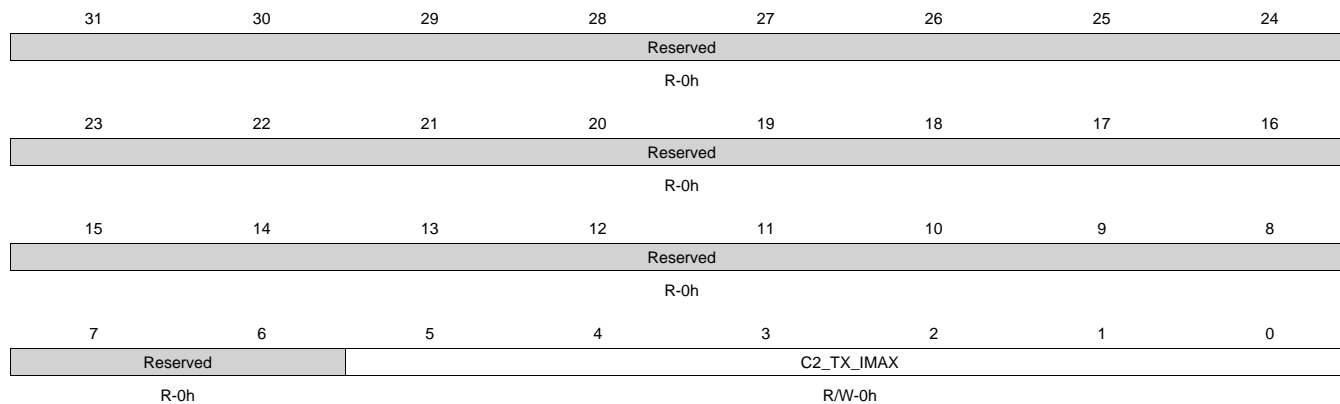 31 30 29 28 27 26 25 24
Reserved
R-0h
23 22 21 20 19 18 17 16
Reserved
R-0h
15 14 13 12 11 10 9 8
Reserved
R-0h
7 6 5 4 3 2 1 0
Reserved C2_TX_IMAX
R-0h R/W-0h